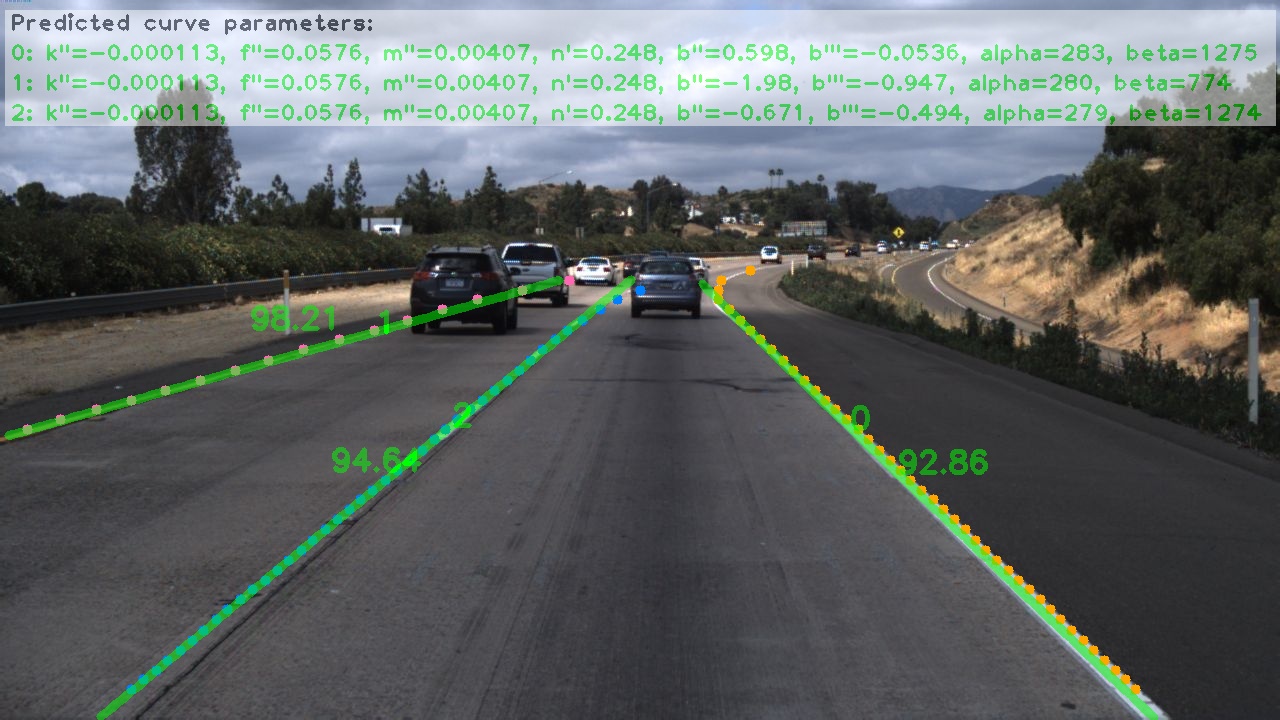 Predicted curve parameters:
0: k''=-0.000113, f''=0.0576, m''=0.00407, n'=0.248, b''=0.598, b'''=-0.0536, alpha=283, beta=1275
1: k''=-0.000113, f''=0.0576, m''=0.00407, n'=0.248, b''=-1.98, b'''=-0.947, alpha=280, beta=774
2: k''=-0.000113, f''=0.0576, m''=0.00407, n'=0.248, b''=-0.671, b'''=-0.494, alpha=279, beta=1274
98.21
1
2
0
94.64
92.86